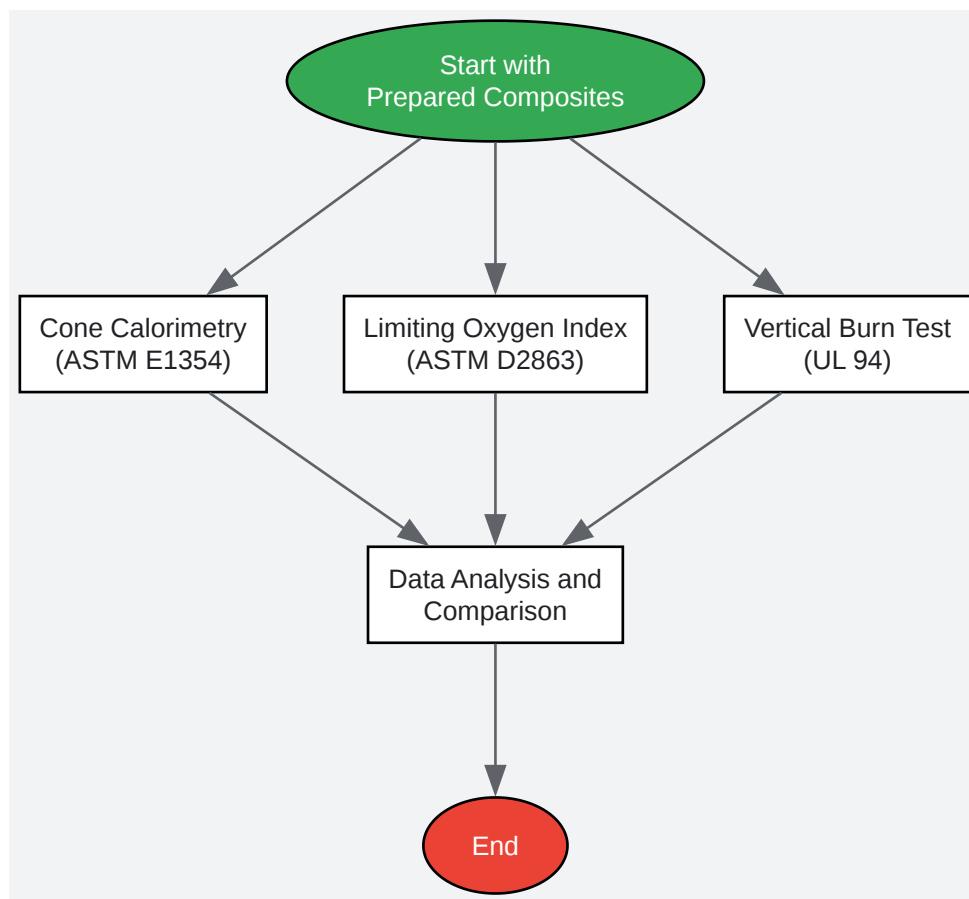 Start with
Prepared Composites
Cone Calorimetry
(ASTM E1354)
Limiting Oxygen Index
(ASTM D2863)
Vertical Burn Test
(UL 94)
Data Analysis and
Comparison
End